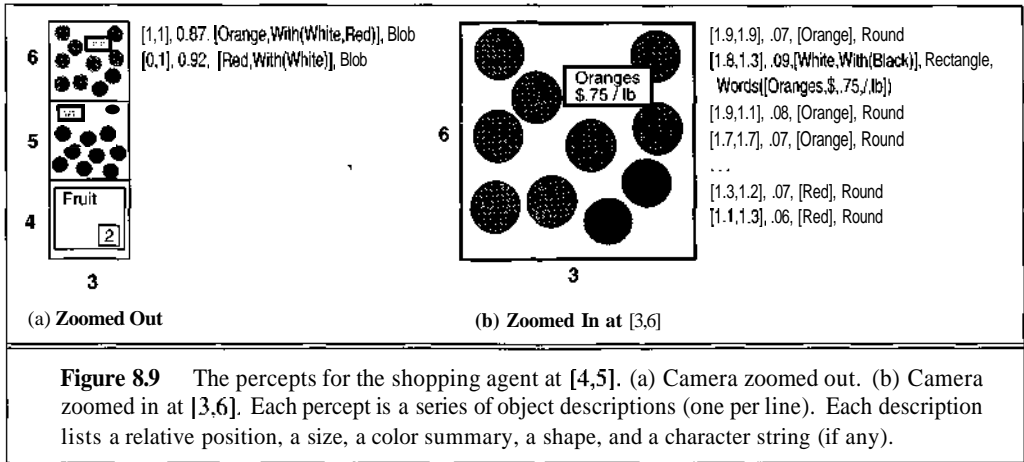 6
[1,1], 0.87. [Orange,With(White,Red)], Blob
[0,1], 0.92, [Red,With(White)], Blob
5
4
Fruit
2
3
(a) Zoomed Out
6
Oranges
$.75 / lb
3
[1.9,1.9], .07, [Orange], Round
[1.8,1.3], .09,[White,With(Black)], Rectangle,
Words([Oranges,$,.75,/,lb])
[1.9,1.1], .08, [Orange], Round
[1.7,1.7], .07, [Orange], Round
...
[1.3,1.2], .07, [Red], Round
[1.1,1.3], .06, [Red], Round
(b) Zoomed In at [3,6]
Figure 8.9 The percepts for the shopping agent at [4,5]. (a) Camera zoomed out. (b) Camera
zoomed in at [3,6]. Each percept is a series of object descriptions (one per line). Each description
lists a relative position, a size, a color summary, a shape, and a character string (if any).